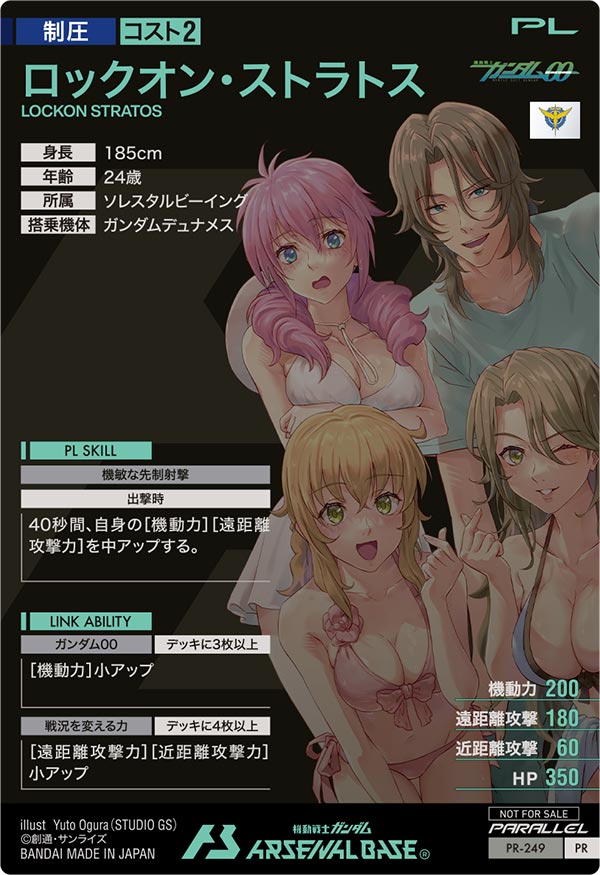 制圧 コスト2
PL
ロックオン・ストラトス
LOCKON STRATOS
機動戦士
ガンダム00
身長 185cm
年齢 24歳
所属 ソレスタルビーイング
搭乗機体 ガンダムデュナメス
PL SKILL
機敏な先制射撃
出撃時
40秒間、自身の[機動力][遠距離
攻撃力]を中アップする。
LINK ABILITY
ガンダム00 デッキに3枚以上
[機動力]小アップ
戦況を変える力 デッキに4枚以上
[遠距離攻撃力][近距離攻撃力]
小アップ
機動力 200
遠距離攻撃 180
近距離攻撃 60
HP 350
illust Yuto Ogura(STUDIO GS)
©創通・サンライズ
BANDAI MADE IN JAPAN
機動戦士ガンダム
ARSENAL BASE®
NOT FOR SALE
PARALLEL
PR-249 PR